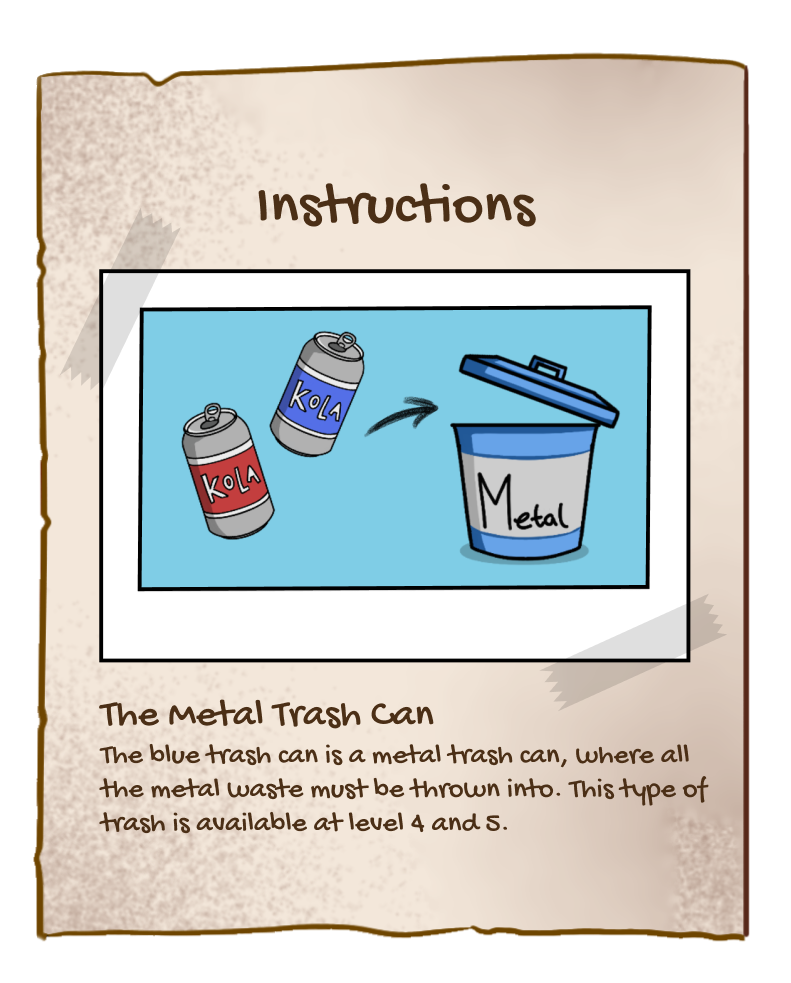 Instructions
KOLA
KOLA
Metal
The Metal Trash Can
The blue trash can is a metal trash can, where all
the metal waste must be thrown into. This type of
trash is available at level 4 and 5.